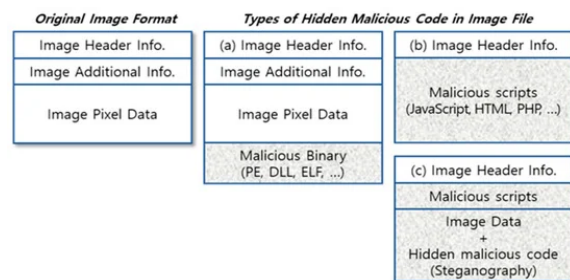 Original Image Format
Types of Hidden Malicious Code in Image File
Image Header Info.
Image Additional Info.
Image Pixel Data
(a) Image Header Info.
Image Additional Info.
Image Pixel Data
Malicious Binary
(PE, DLL, ELF, ...)
(b) Image Header Info.
Malicious scripts
(JavaScript, HTML, PHP, ...)
(c) Image Header Info.
Malicious scripts
Image Data
+
Hidden malicious code
(Steganography)